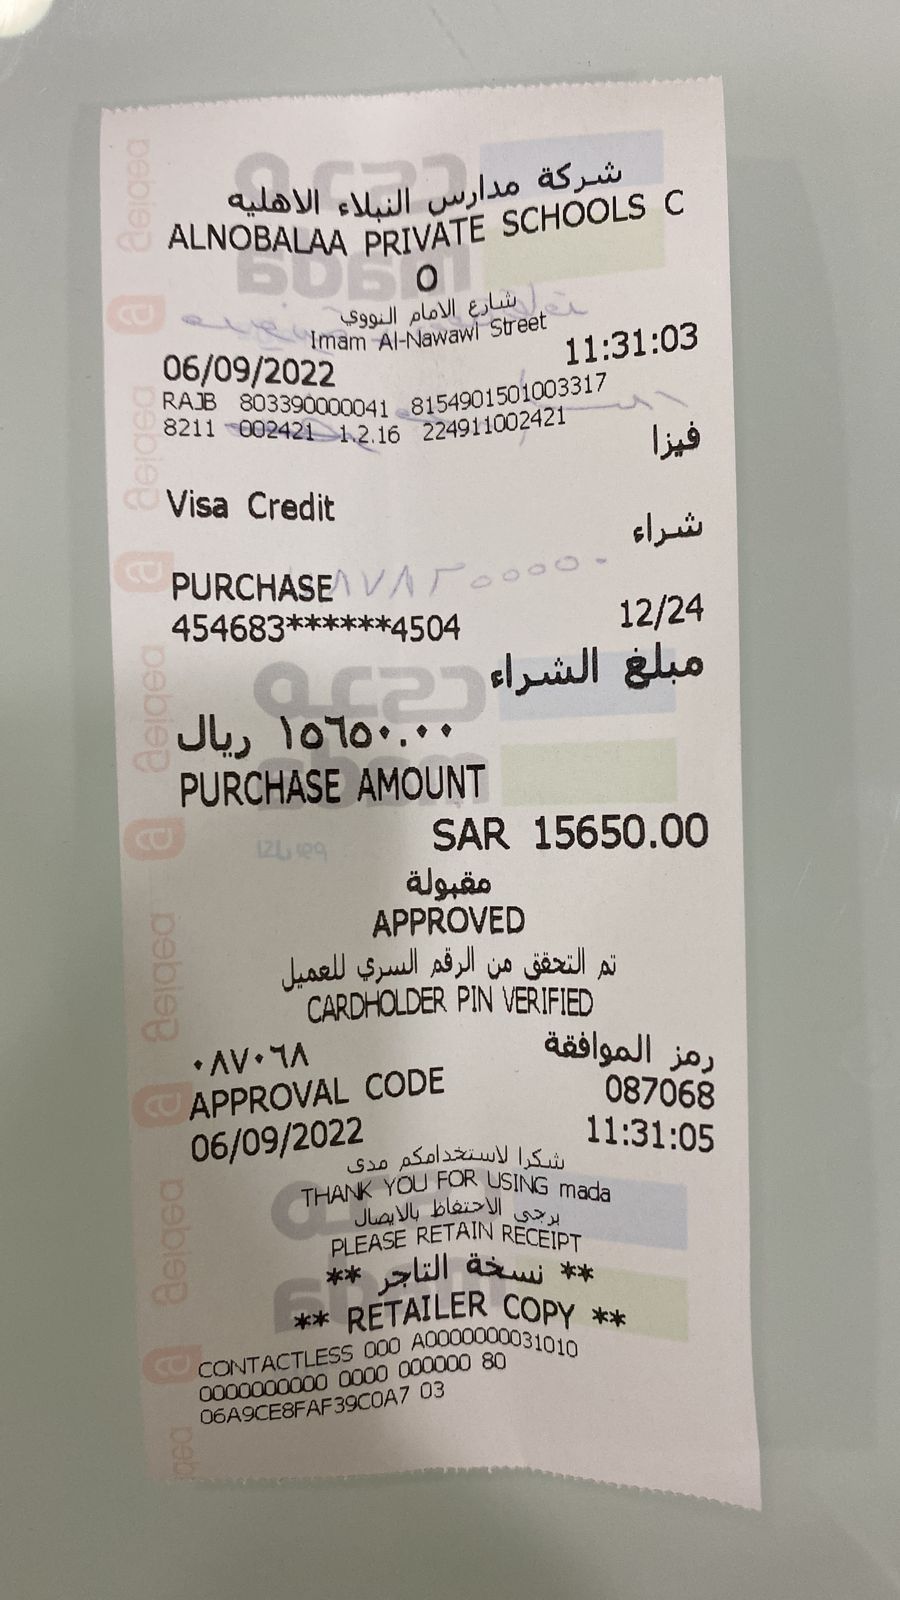 شركة مدارس النبلاء الاهليه
ALNOBALAA PRIVATE SCHOOLS C
O
شارع الامام النووي
Imam Al-Nawawl Street
06/09/2022 11:31:03
RAJB 803390000041 8154901501003317
8211 002421 1.2.16 224911002421
فيزا
Visa Credit
شراء
PURCHASE
454683******4504 12/24
مبلغ الشراء
١٥٦٥٠.٠٠ ريال
PURCHASE AMOUNT
SAR 15650.00
مقبولة
APPROVED
تم التحقق من الرقم السري للعميل
CARDHOLDER PIN VERIFIED
رمز الموافقة ٠٨٧٠٦٨
APPROVAL CODE 087068
06/09/2022 11:31:05
شكرا لاستخدامكم مدى
THANK YOU FOR USING mada
يرجى الاحتفاظ بالايصال
PLEASE RETAIN RECEIPT
** نسخة التاجر **
** RETAILER COPY **
CONTACTLESS 000 A0000000031010
0000000000 0000 000000 80
06A9CE8FAF39C0A7 03